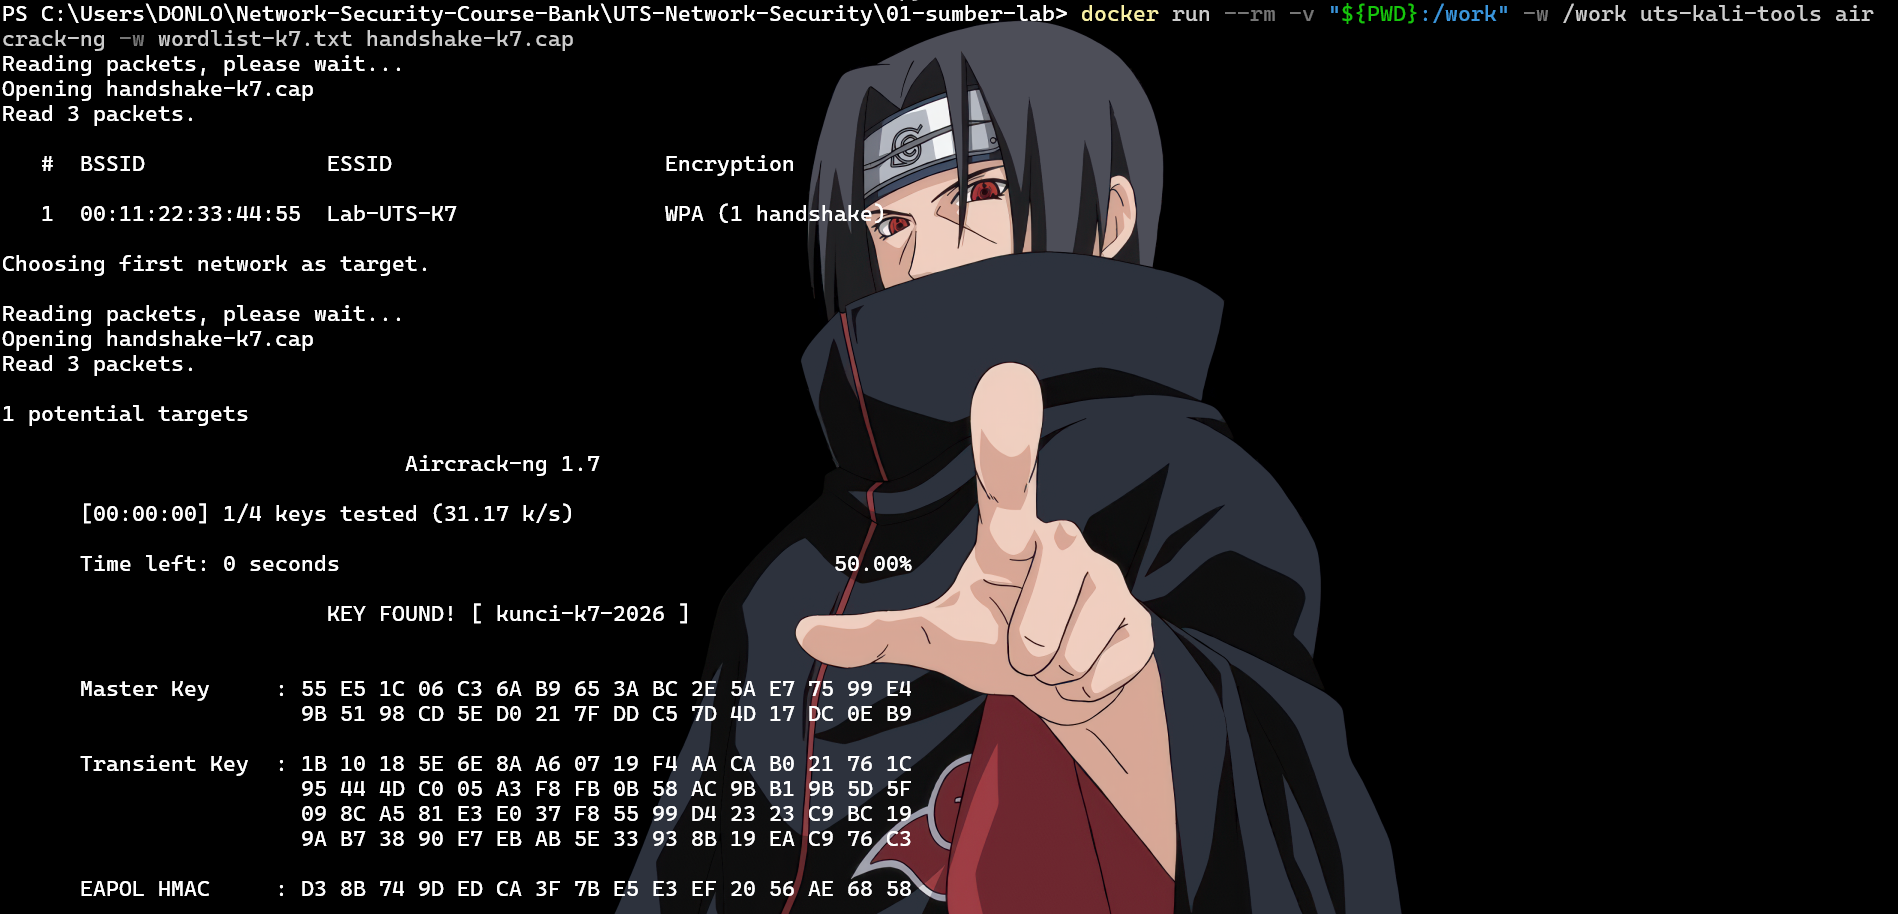 PS C:\Users\DONLO\Network-Security-Course-Bank\UTS-Network-Security\01-sumber-lab> docker run --rm -v "${PWD}:/work" -w /work uts-kali-tools air
crack-ng -w wordlist-k7.txt handshake-k7.cap
Reading packets, please wait...
Opening handshake-k7.cap
Read 3 packets.
# BSSID ESSID Encryption
1 00:11:22:33:44:55 Lab-UTS-K7 WPA (1 handshake)
Choosing first network as target.
Reading packets, please wait...
Opening handshake-k7.cap
Read 3 packets.
1 potential targets
Aircrack-ng 1.7
[00:00:00] 1/4 keys tested (31.17 k/s)
Time left: 0 seconds 50.00%
KEY FOUND! [ kunci-k7-2026 ]
Master Key : 55 E5 1C 06 C3 6A B9 65 3A BC 2E 5A E7 75 99 E4
9B 51 98 CD 5E D0 21 7F DD C5 7D 4D 17 DC 0E B9
Transient Key : 1B 10 18 5E 6E 8A A6 07 19 F4 AA CA B0 21 76 1C
95 44 4D C0 05 A3 F8 FB 0B 58 AC 9B B1 9B 5D 5F
09 8C A5 81 E3 E0 37 F8 55 99 D4 23 23 C9 BC 19
9A B7 38 90 E7 EB AB 5E 33 93 8B 19 EA C9 76 C3
EAPOL HMAC : D3 8B 74 9D ED CA 3F 7B E5 E3 EF 20 56 AE 68 58